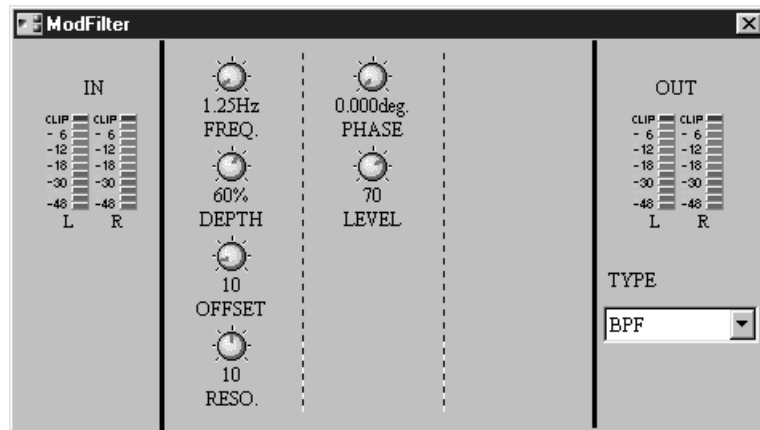 ModFilter
IN
CLIP CLIP
- 6 - 6
-12 -12
-18 -18
-30 -30
-48 -48
L R
1.25Hz
FREQ.
60%
DEPTH
10
OFFSET
10
RESO.
0.000deg.
PHASE
70
LEVEL
OUT
CLIP CLIP
- 6 - 6
-12 -12
-18 -18
-30 -30
-48 -48
L R
TYPE
BPF